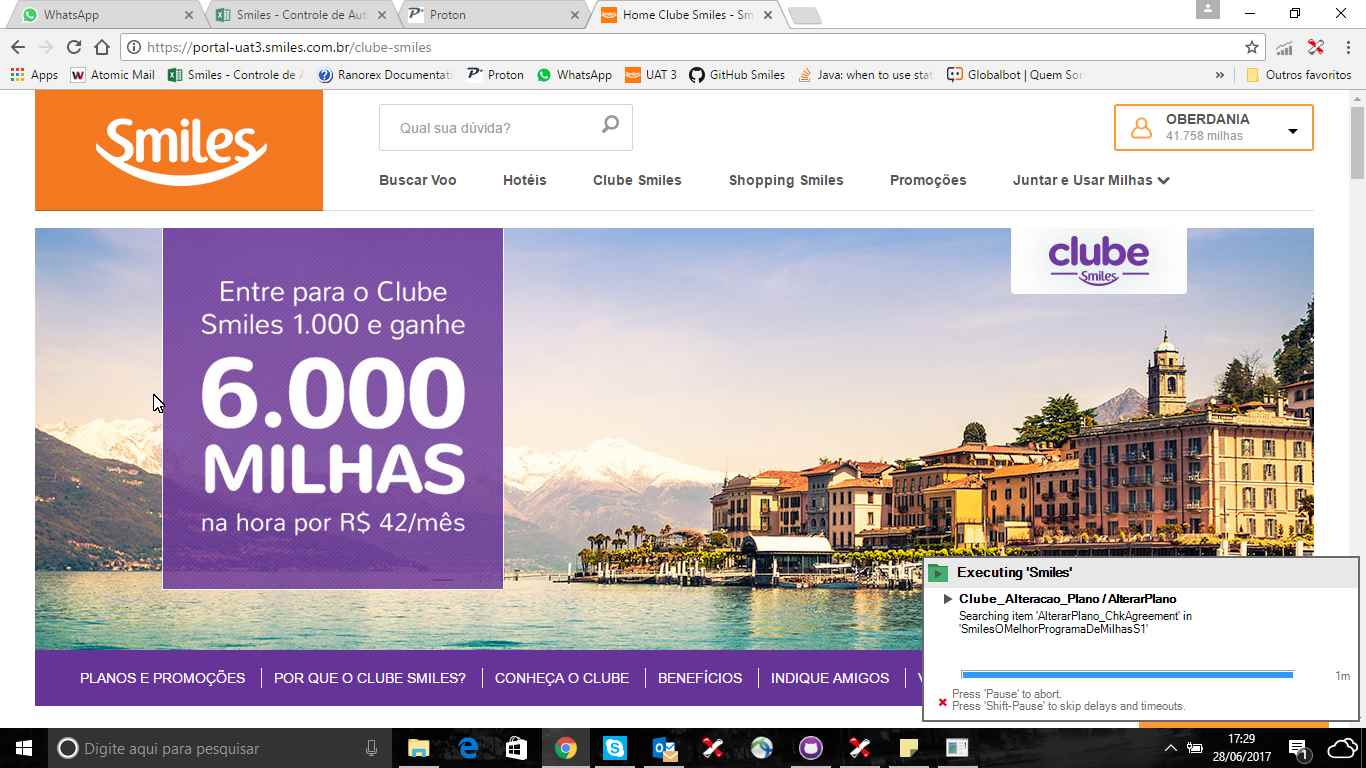 WhatsApp
Smiles - Controle de Aut
Proton
Home Clube Smiles - Sm
https://portal-uat3.smiles.com.br/clube-smiles
Apps
Atomic Mail
Smiles - Controle de A
Ranorex Documentati
Proton
WhatsApp
UAT 3
GitHub Smiles
Java: when to use stat
Globalbot | Quem Som
»
Outros favoritos
Smiles
Qual sua dúvida?
OBERDANIA
41.758 milhas
Buscar Voo
Hotéis
Clube Smiles
Shopping Smiles
Promoções
Juntar e Usar Milhas
Entre para o Clube
Smiles 1.000 e ganhe
6.000
MILHAS
na hora por R$ 42/mês
clube
Smiles
PLANOS E PROMOÇÕES
POR QUE O CLUBE SMILES?
CONHEÇA O CLUBE
BENEFÍCIOS
INDIQUE AMIGOS
Executing 'Smiles'
Clube_Alteracao_Plano / AlterarPlano
Searching item 'AlterarPlano_ChkAgreement' in
'SmilesOMelhorProgramaDeMilhasS1'
1m
Press 'Pause' to abort.
Press 'Shift-Pause' to skip delays and timeouts.
Digite aqui para pesquisar
17:29
28/06/2017
1